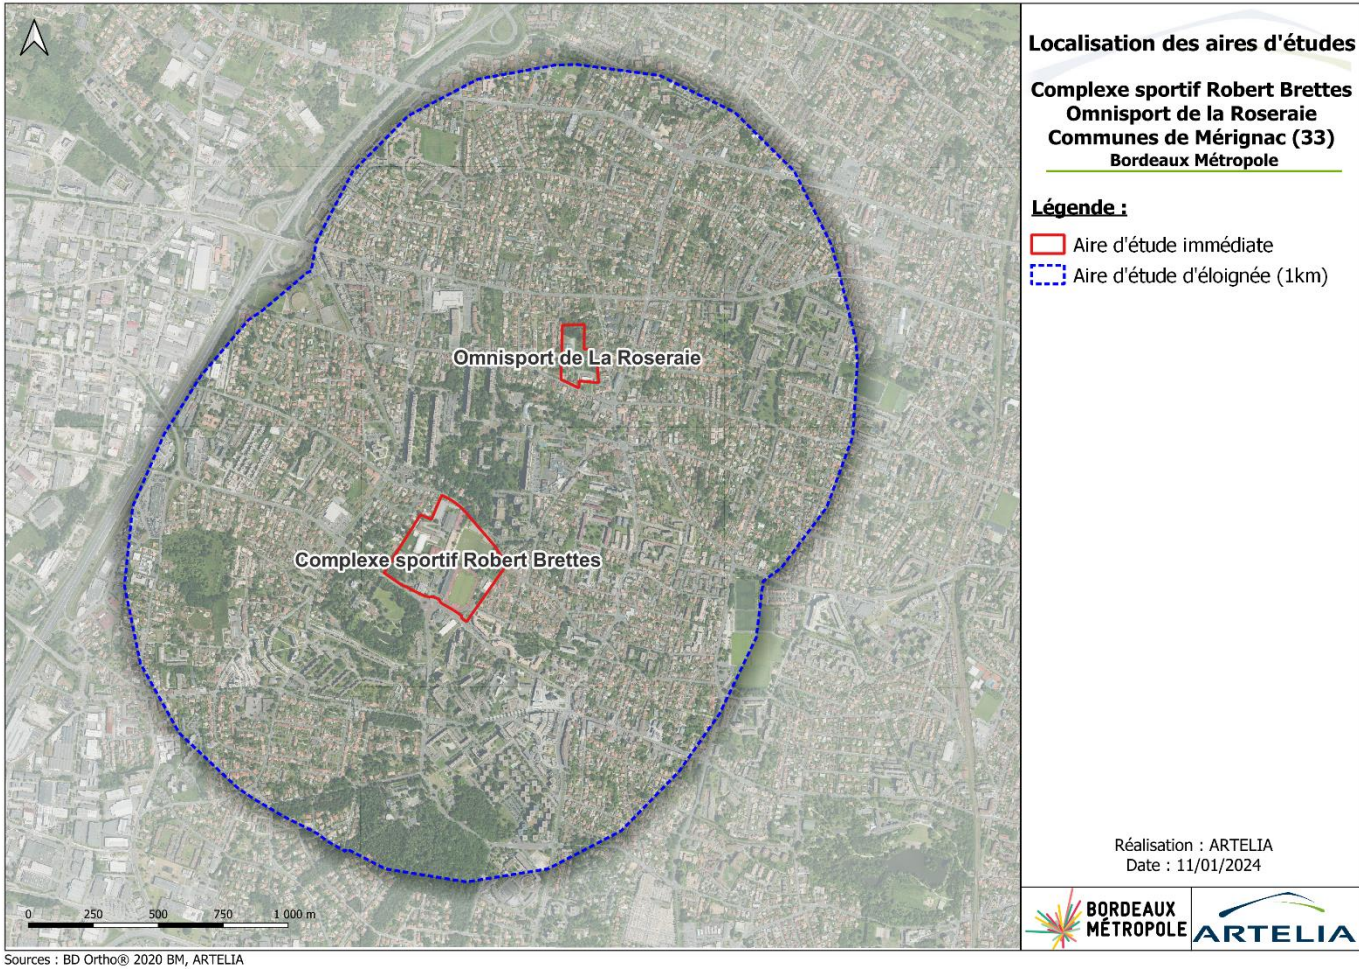 Localisation des aires d'études
Complexe sportif Robert Brettes
Omnisport de la Roseraie
Communes de Mérignac (33)
Bordeaux Métropole
Légende :
Aire d'étude immédiate
Aire d'étude d'éloignée (1km)
Omnisport de La Roseraie
Complexe sportif Robert Brettes
0 250 500 750 1 000 m
Réalisation : ARTELIA
Date : 11/01/2024
BORDEAUX
MÉTROPOLE
ARTELIA
Sources : BD Ortho® 2020 BM, ARTELIA